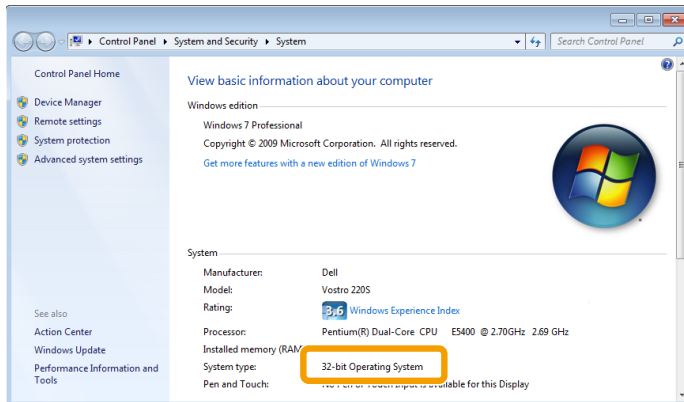 Control Panel System and Security System
Search Control Panel
Control Panel Home
Device Manager
Remote settings
System protection
Advanced system settings
See also
Action Center
Windows Update
Performance Information and
Tools
View basic information about your computer
Windows edition
Windows 7 Professional
Copyright © 2009 Microsoft Corporation. All rights reserved.
Get more features with a new edition of Windows 7
System
Manufacturer: Dell
Model: Vostro 220S
Rating: 3,6 Windows Experience Index
Processor: Pentium(R) Dual-Core CPU E5400 @ 2.70GHz 2.69 GHz
Installed memory (RAM
System type: 32-bit Operating System
Pen and Touch: No Pen or Touch Input is available for this Display